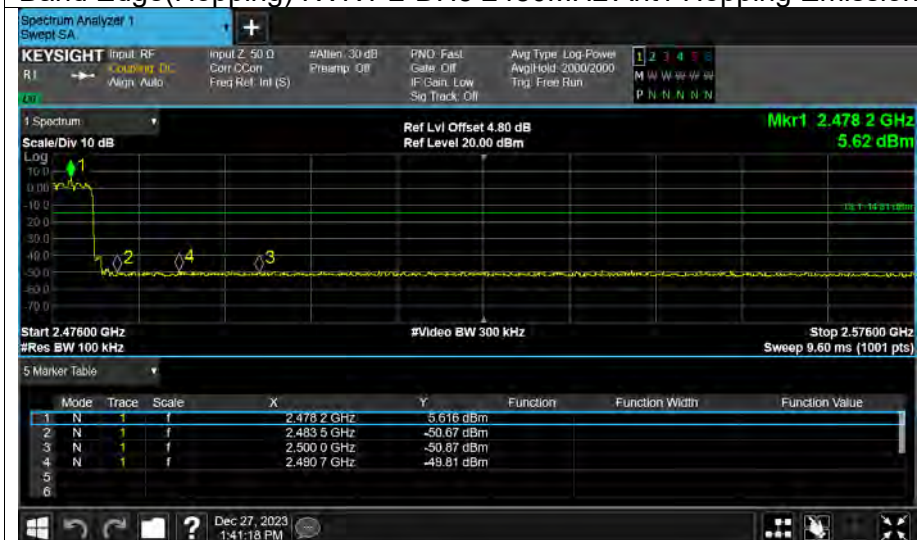 Spectrum Analyzer 1
Swept SA
KEYSIGHT Input: RF
Coupling: DC
Align: Auto
Input Z: 50 Ω
Corr CCorr
Freq Ref: Int (S)
#Atten: 30 dB
Preamp: Off
PNO: Fast
Gate: Off
IF Gain: Low
Sig Track: Off
Avg Type: Log-Power
Avg|Hold: 2000/2000
Trig: Free Run
1 2 3 4 5 6
M W W W W W
P N N N N N
1 Spectrum
Scale/Div 10 dB
Ref Lvl Offset 4.80 dB
Ref Level 20.00 dBm
Mkr1 2.478 2 GHz
5.62 dBm
Log
10.0
0.00
-10.0
-20.0
-30.0
-40.0
-50.0
-60.0
-70.0
1
2
4
3
Start 2.47600 GHz
#Res BW 100 kHz
#Video BW 300 kHz
Stop 2.57600 GHz
Sweep 9.60 ms (1001 pts)
5 Marker Table
Mode Trace Scale X Y Function Function Width Function Value
1 N 1 f 2.478 2 GHz 5.616 dBm
2 N 1 f 2.483 5 GHz -50.67 dBm
3 N 1 f 2.500 0 GHz -50.87 dBm
4 N 1 f 2.490 7 GHz -49.81 dBm
5
6
Dec 27, 2023
1:41:18 PM